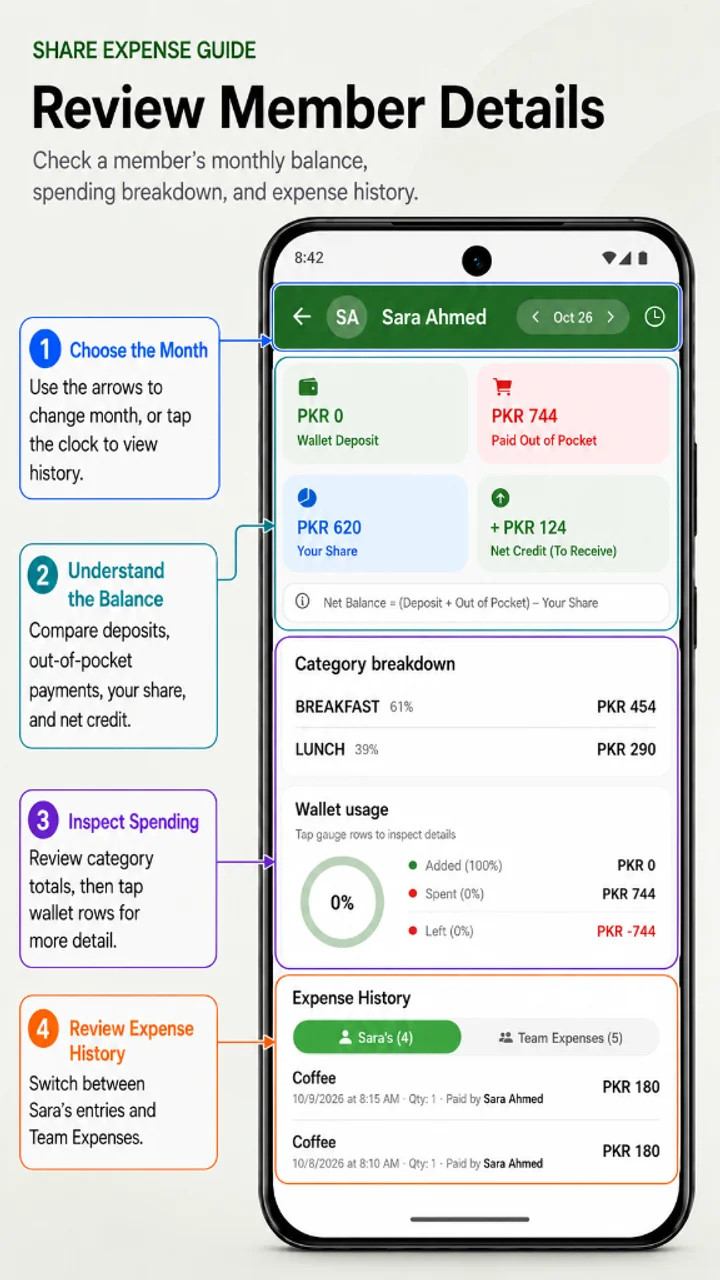 SHARE EXPENSE GUIDE
Review Member Details
Check a member's monthly balance,
spending breakdown, and expense history.
1 Choose the Month
Use the arrows to
change month, or tap
the clock to view
history.
2 Understand
the Balance
Compare deposits,
out-of-pocket
payments, your share,
and net credit.
3 Inspect Spending
Review category
totals, then tap
wallet rows for
more detail.
4 Review Expense
History
Switch between
Sara's entries and
Team Expenses.
8:42
SA Sara Ahmed Oct 26
PKR 0
Wallet Deposit
PKR 744
Paid Out of Pocket
PKR 620
Your Share
+ PKR 124
Net Credit (To Receive)
Net Balance = (Deposit + Out of Pocket) – Your Share
Category breakdown
BREAKFAST 61% PKR 454
LUNCH 39% PKR 290
Wallet usage
Tap gauge rows to inspect details
0%
Added (100%) PKR 0
Spent (0%) PKR 744
Left (0%) PKR -744
Expense History
Sara's (4) Team Expenses (5)
Coffee
10/9/2026 at 8:15 AM · Qty: 1 · Paid by Sara Ahmed
PKR 180
Coffee
10/8/2026 at 8:10 AM · Qty: 1 · Paid by Sara Ahmed
PKR 180